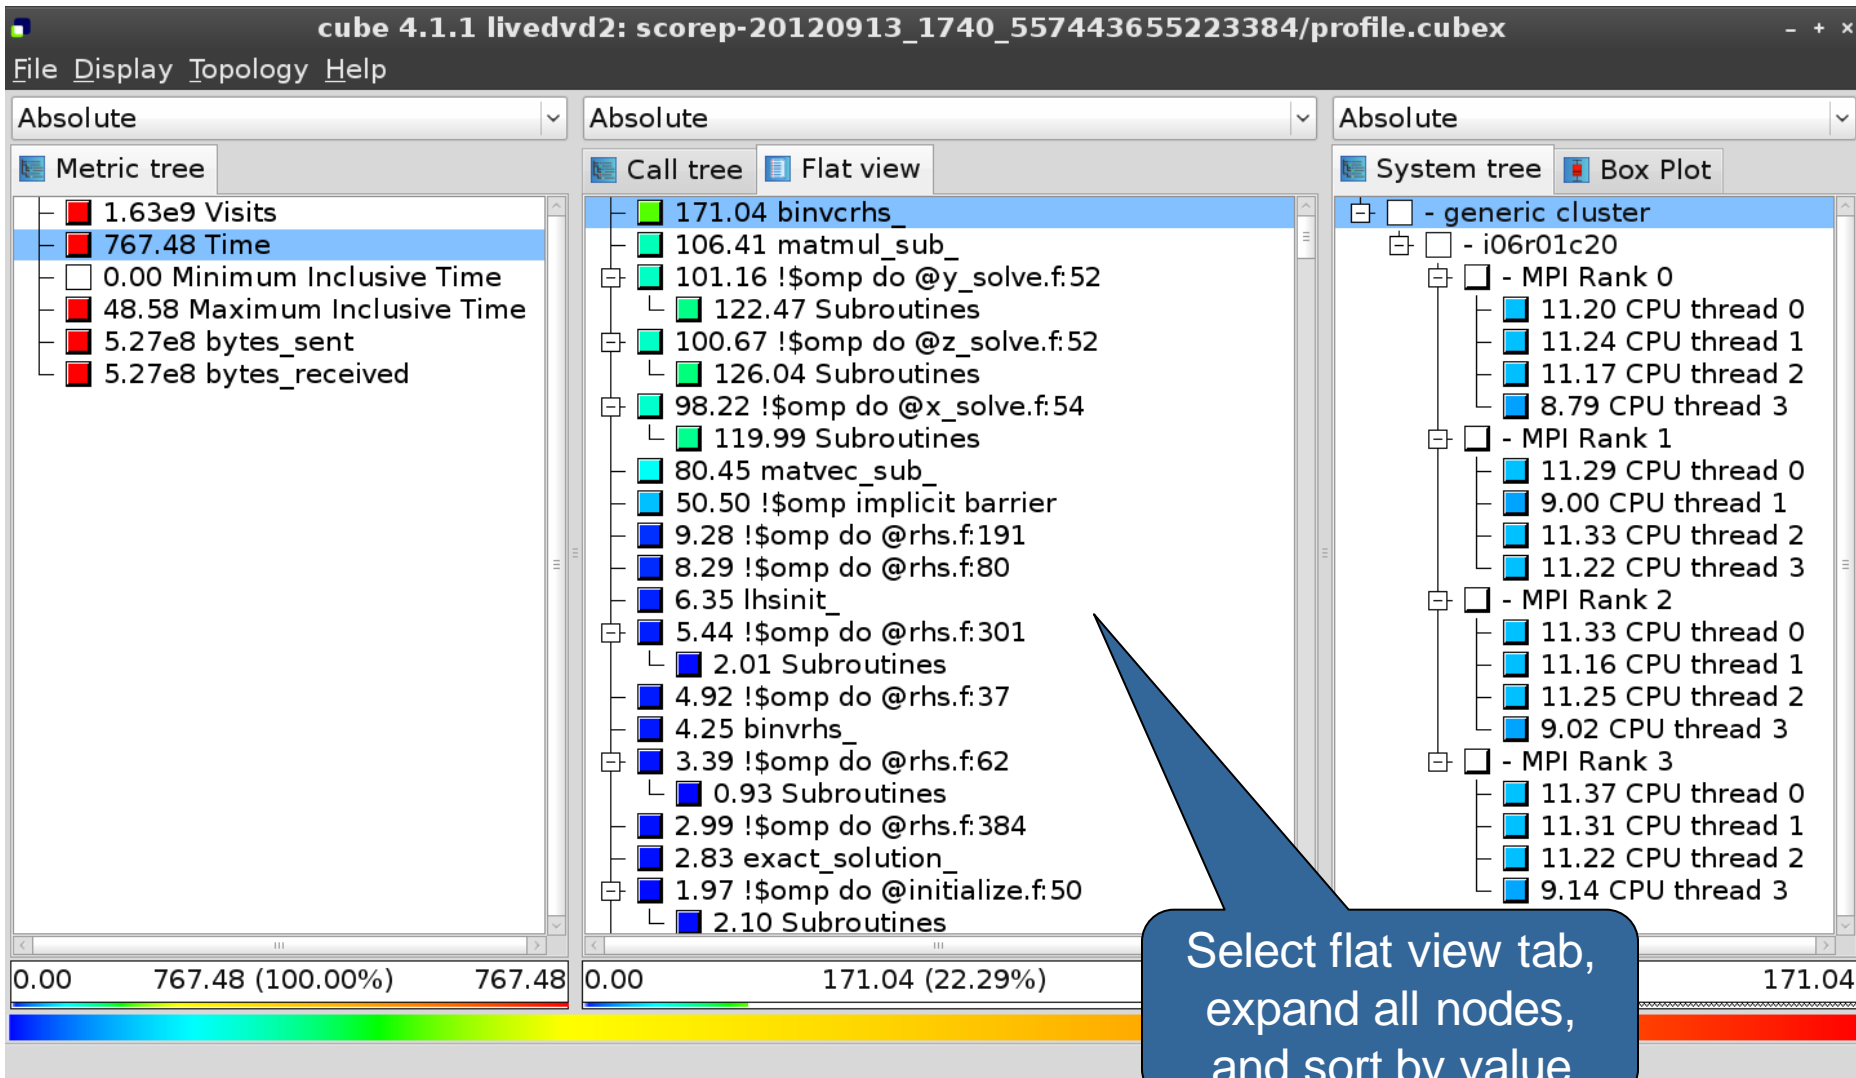 cube 4.1.1 livedvd2: scorep-20120913_1740_557443655223384/profile.cubex
File Display Topology Help
Absolute
Metric tree
1.63e9 Visits
767.48 Time
0.00 Minimum Inclusive Time
48.58 Maximum Inclusive Time
5.27e8 bytes_sent
5.27e8 bytes_received
0.00 767.48 (100.00%) 767.48
Absolute
Call tree Flat view
171.04 binvcrhs_
106.41 matmul_sub_
101.16 !$omp do @y_solve.f:52
122.47 Subroutines
100.67 !$omp do @z_solve.f:52
126.04 Subroutines
98.22 !$omp do @x_solve.f:54
119.99 Subroutines
80.45 matvec_sub_
50.50 !$omp implicit barrier
9.28 !$omp do @rhs.f:191
8.29 !$omp do @rhs.f:80
6.35 lhsinit_
5.44 !$omp do @rhs.f:301
2.01 Subroutines
4.92 !$omp do @rhs.f:37
4.25 binvrhs_
3.39 !$omp do @rhs.f:62
0.93 Subroutines
2.99 !$omp do @rhs.f:384
2.83 exact_solution_
1.97 !$omp do @initialize.f:50
2.10 Subroutines
0.00 171.04 (22.29%)
Absolute
System tree Box Plot
- generic cluster
- i06r01c20
- MPI Rank 0
11.20 CPU thread 0
11.24 CPU thread 1
11.17 CPU thread 2
8.79 CPU thread 3
- MPI Rank 1
11.29 CPU thread 0
9.00 CPU thread 1
11.33 CPU thread 2
11.22 CPU thread 3
- MPI Rank 2
11.33 CPU thread 0
11.16 CPU thread 1
11.25 CPU thread 2
9.02 CPU thread 3
- MPI Rank 3
11.37 CPU thread 0
11.31 CPU thread 1
11.22 CPU thread 2
9.14 CPU thread 3
171.04
Select flat view tab,
expand all nodes,
and sort by value